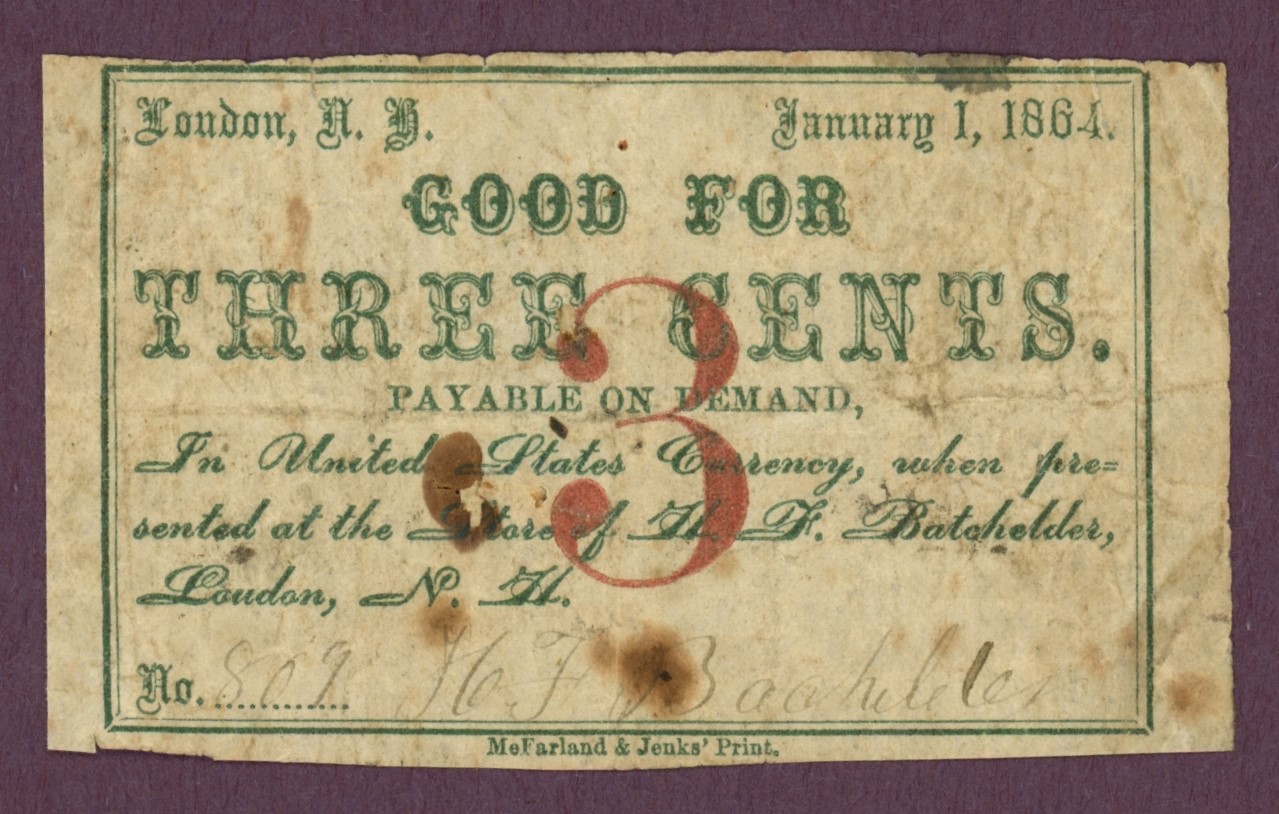 Loudon, N. H. January 1, 1864.
GOOD FOR
THREE CENTS.
3
PAYABLE ON DEMAND,
In United States Currency, when pre=
sented at the Store of H. F. Batchelder,
Loudon, N. H.
No. 809 H F Bachelder
McFarland & Jenks' Print.